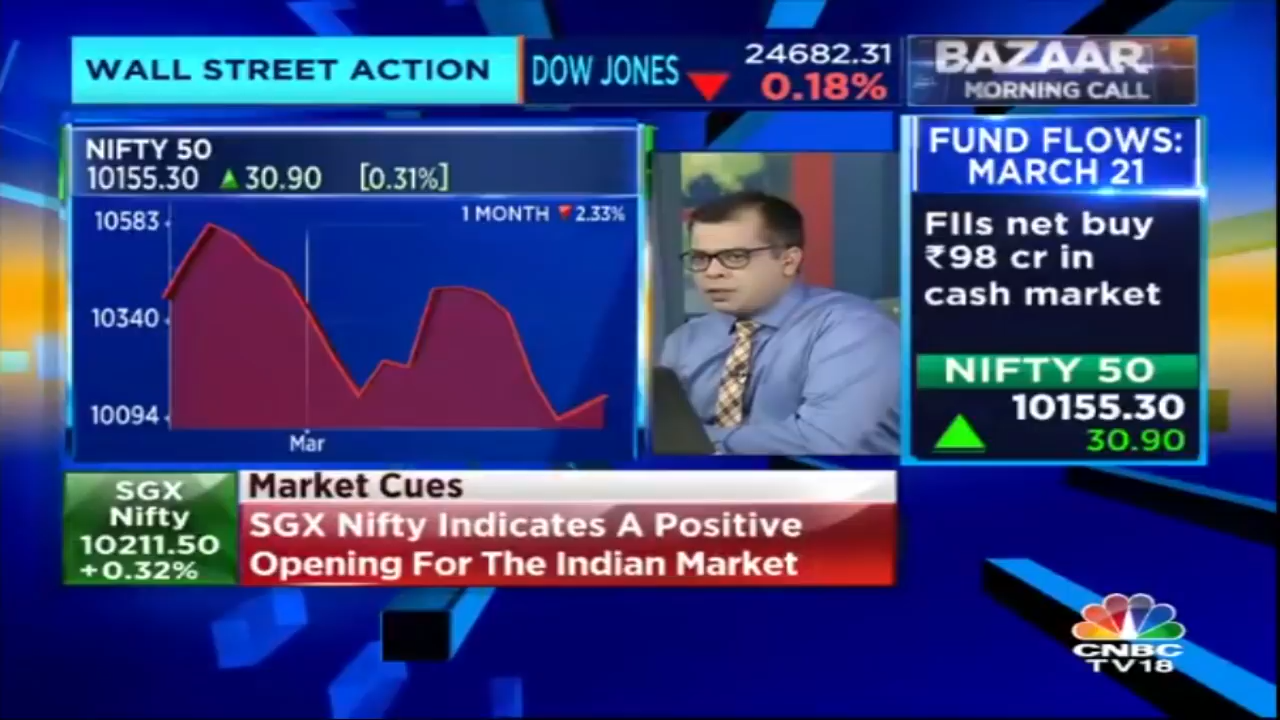 WALL STREET ACTION
DOW JONES ▼ 24682.31
0.18%
BAZAAR
MORNING CALL
NIFTY 50
10155.30 ▲ 30.90 [0.31%]
1 MONTH ▼ 2.33%
10583
10340
10094
Mar
FUND FLOWS:
MARCH 21
FIIs net buy
₹98 cr in
cash market
NIFTY 50
10155.30
▲ 30.90
SGX
Nifty
10211.50
+0.32%
Market Cues
SGX Nifty Indicates A Positive
Opening For The Indian Market
CNBC
TV18